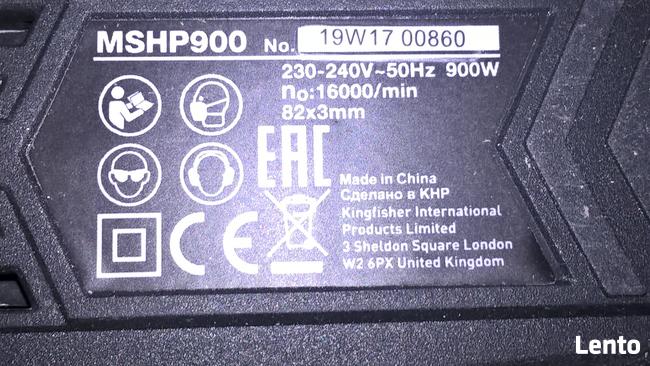 MSHP900 No. 19W17 00860
230-240V~50Hz 900W
no:16000/min
82x3mm
EAC
Made in China
Сделано в КНР
Kingfisher International
Products Limited
3 Sheldon Square London
W2 6PX United Kingdom
CE
Lento